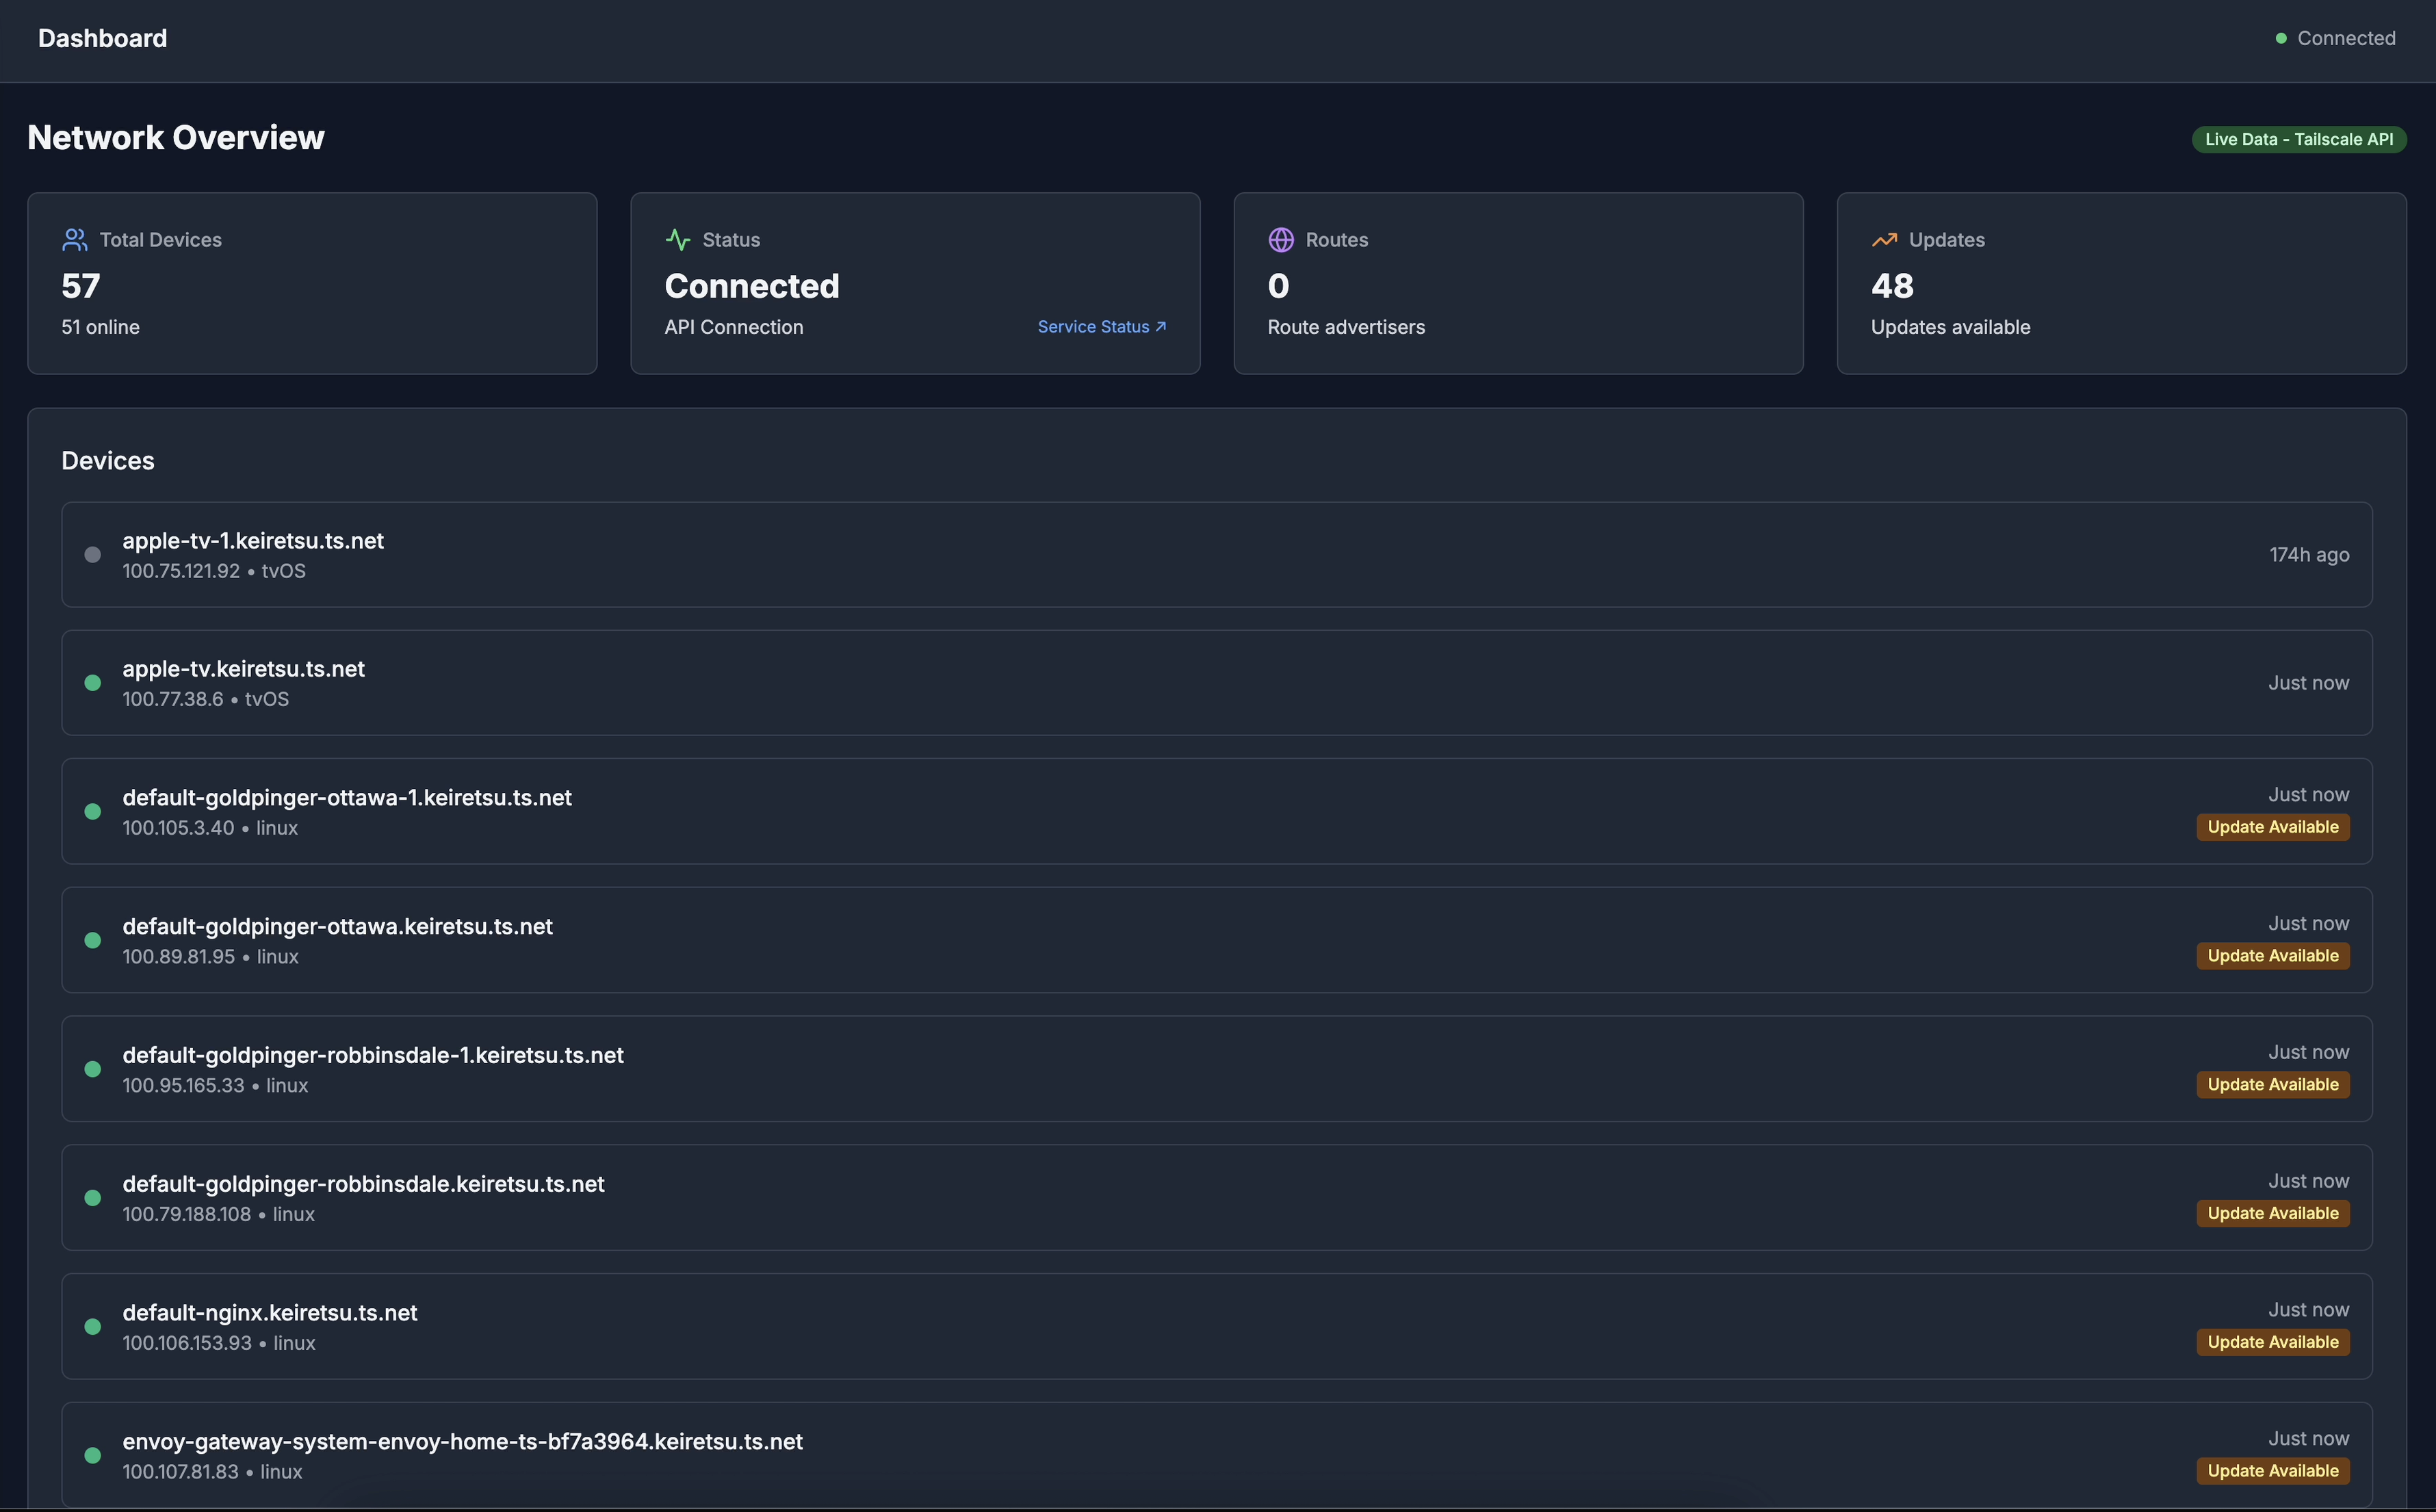 Dashboard
Connected
Network Overview
Live Data - Tailscale API
Total Devices
57
51 online
Status
Connected
API Connection
Service Status ↗
Routes
0
Route advertisers
Updates
48
Updates available
Devices
apple-tv-1.keiretsu.ts.net
100.75.121.92 • tvOS
174h ago
apple-tv.keiretsu.ts.net
100.77.38.6 • tvOS
Just now
default-goldpinger-ottawa-1.keiretsu.ts.net
100.105.3.40 • linux
Just now
Update Available
default-goldpinger-ottawa.keiretsu.ts.net
100.89.81.95 • linux
Just now
Update Available
default-goldpinger-robbinsdale-1.keiretsu.ts.net
100.95.165.33 • linux
Just now
Update Available
default-goldpinger-robbinsdale.keiretsu.ts.net
100.79.188.108 • linux
Just now
Update Available
default-nginx.keiretsu.ts.net
100.106.153.93 • linux
Just now
Update Available
envoy-gateway-system-envoy-home-ts-bf7a3964.keiretsu.ts.net
100.107.81.83 • linux
Just now
Update Available